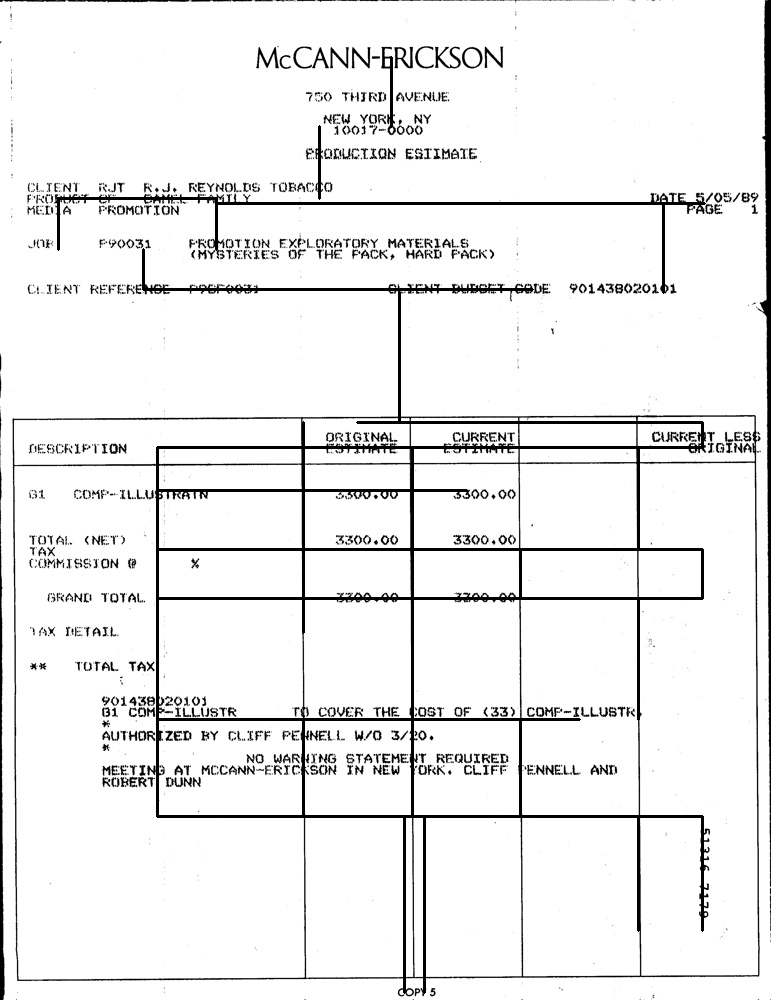 McCANN-ERICKSON
750 THIRD AVENUE
NEW YORK, NY
10017-0000
PRODUCTION ESTIMATE
CLIENT RJT R.J. REYNOLDS TOBACCO
PRODUCT CF CAMEL FAMILY DATE 5/05/89
MEDIA PROMOTION PAGE 1
JOB P90031 PROMOTION EXPLORATORY MATERIALS
(MYSTERIES OF THE PACK, HARD PACK)
CLIENT REFERENCE CLIENT BUDGET CODE 901438020101
ORIGINAL CURRENT CURRENT LESS
DESCRIPTION ESTIMATE ESTIMATE ORIGINAL
G1 COMP-ILLUSTRATN 3300.00 3300.00
TOTAL (NET) 3300.00 3300.00
TAX
COMMISSION @ %
GRAND TOTAL 3300.00 3300.00
TAX DETAIL
** TOTAL TAX
901438020101
G1 COMP-ILLUSTR TO COVER THE COST OF (33) COMP-ILLUSTR.
*
AUTHORIZED BY CLIFF PENNELL W/O 3/20.
*
NO WARNING STATEMENT REQUIRED
MEETING AT MCCANN-ERICKSON IN NEW YORK. CLIFF PENNELL AND
ROBERT DUNN
51316 7170
COPY 5